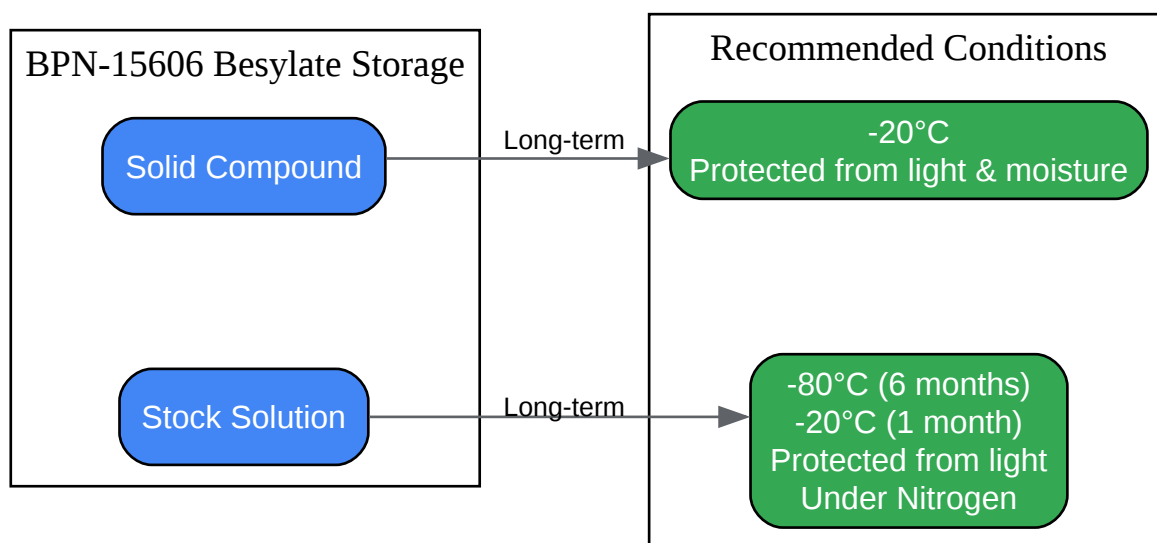 BPN-15606 Besylate Storage
Recommended Conditions
Solid Compound
Long-term
-20°C
Protected from light & moisture
Stock Solution
Long-term
-80°C (6 months)
-20°C (1 month)
Protected from light
Under Nitrogen